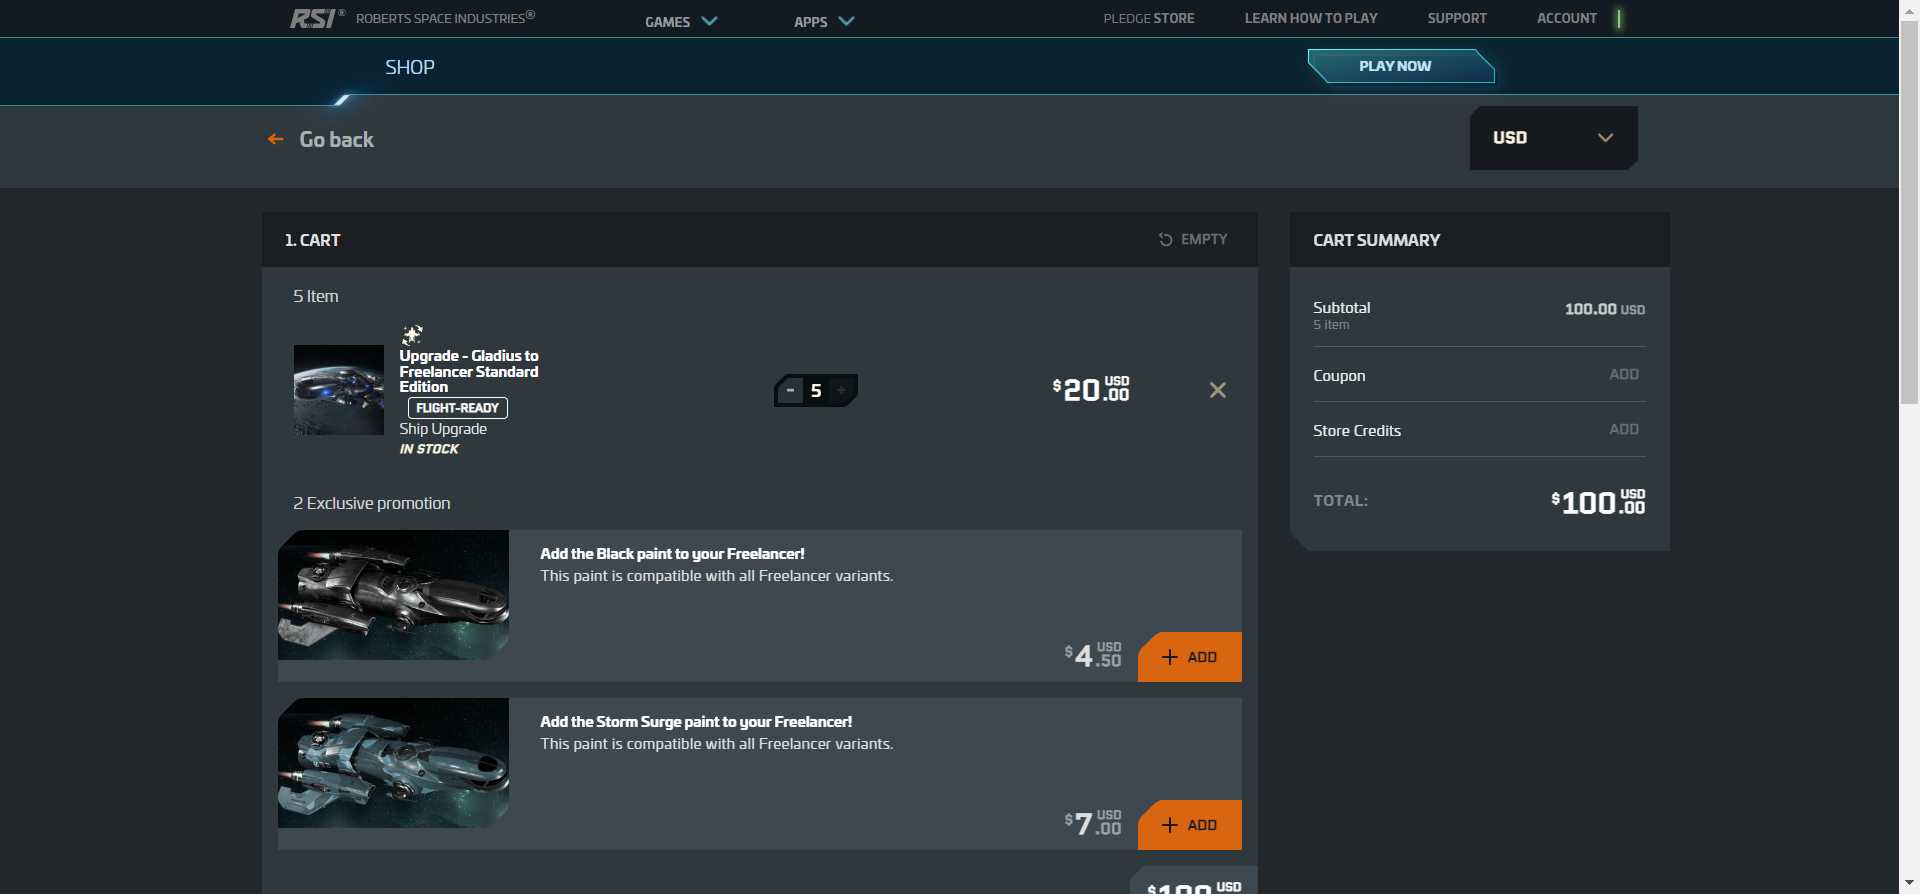 RSI® ROBERTS SPACE INDUSTRIES®
GAMES
APPS
PLEDGE STORE
LEARN HOW TO PLAY
SUPPORT
ACCOUNT
SHOP
PLAY NOW
Go back
USD
1. CART
EMPTY
5 Item
Upgrade - Gladius to
Freelancer Standard
Edition
FLIGHT-READY
Ship Upgrade
IN STOCK
- 5 +
$20.00 USD
2 Exclusive promotion
Add the Black paint to your Freelancer!
This paint is compatible with all Freelancer variants.
$4.50 USD
+ ADD
Add the Storm Surge paint to your Freelancer!
This paint is compatible with all Freelancer variants.
$7.00 USD
+ ADD
$100 USD
CART SUMMARY
Subtotal
5 item
100.00 USD
Coupon
ADD
Store Credits
ADD
TOTAL:
$100.00 USD